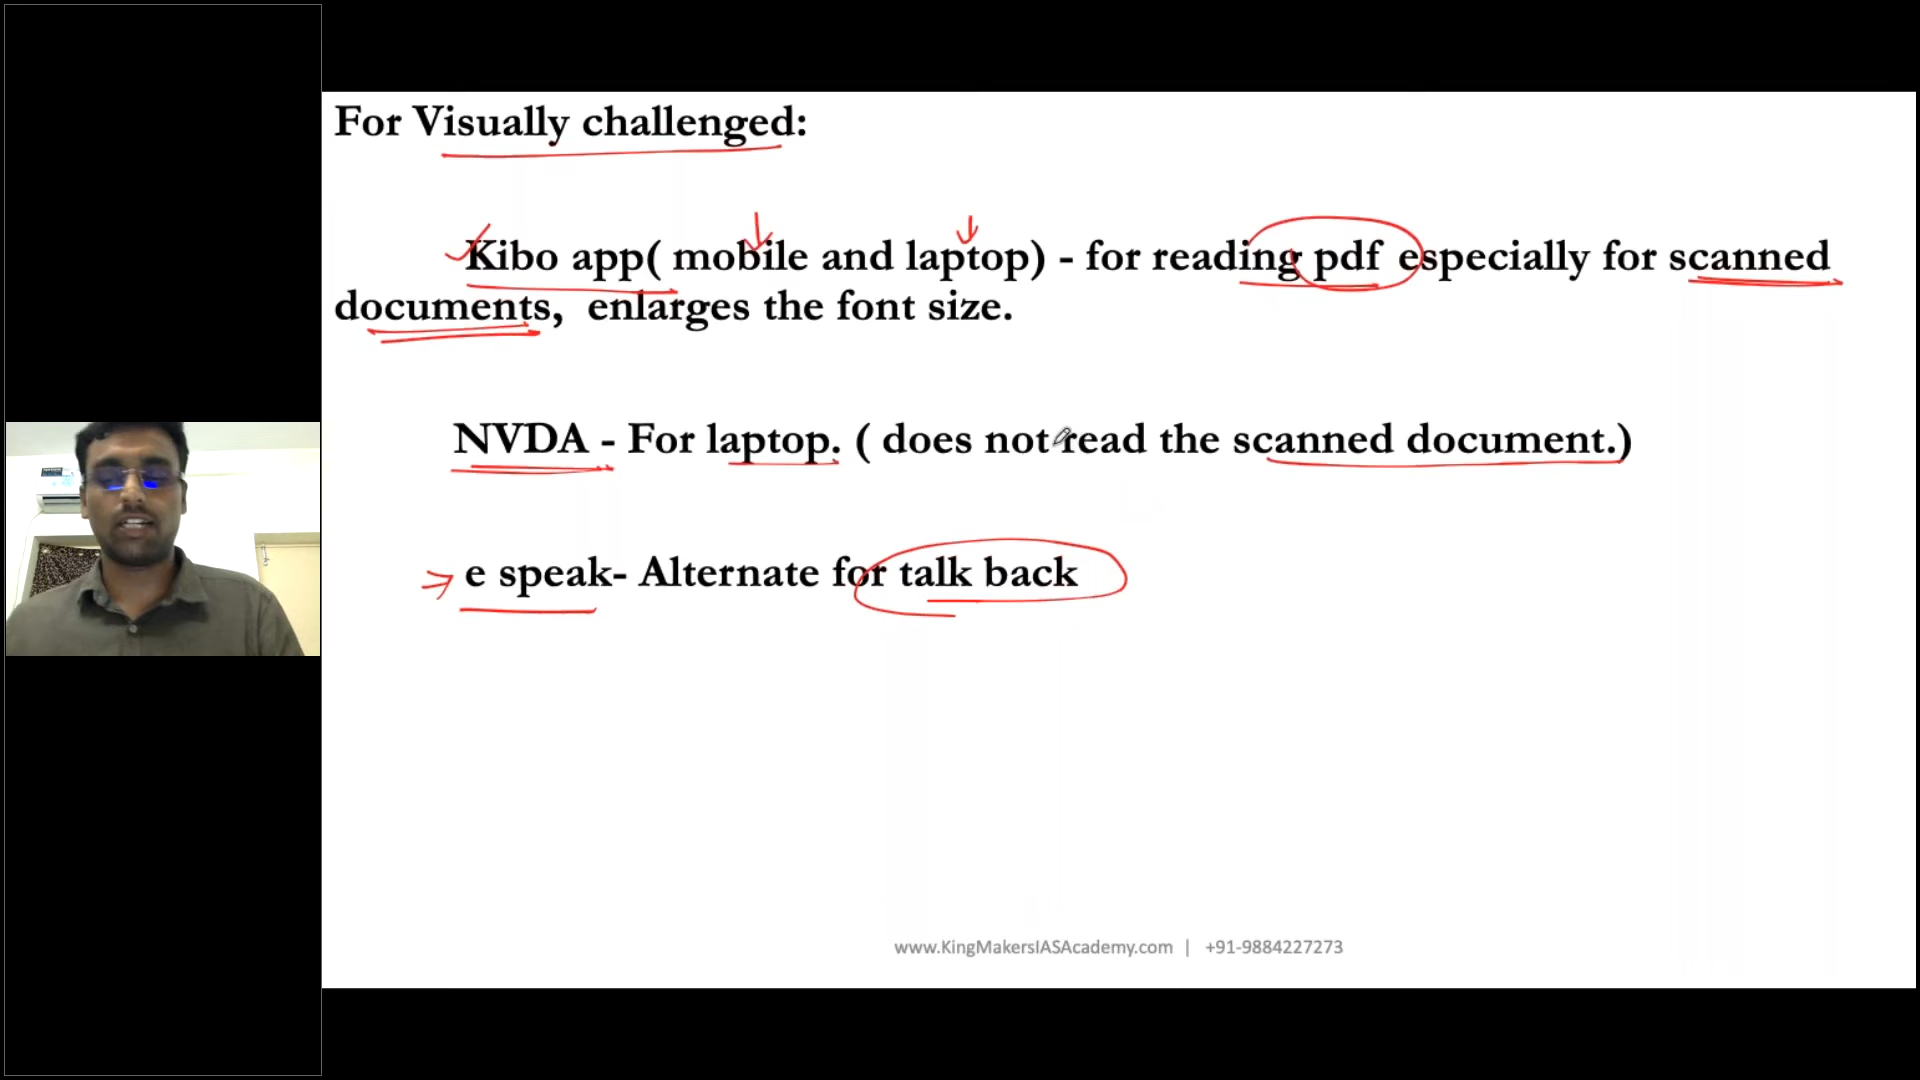 For Visually challenged:
Kibo app( mobile and laptop) - for reading pdf especially for scanned
documents, enlarges the font size.
NVDA - For laptop. ( does not read the scanned document.)
e speak- Alternate for talk back
www.KingMakersIASAcademy.com | +91-9884227273